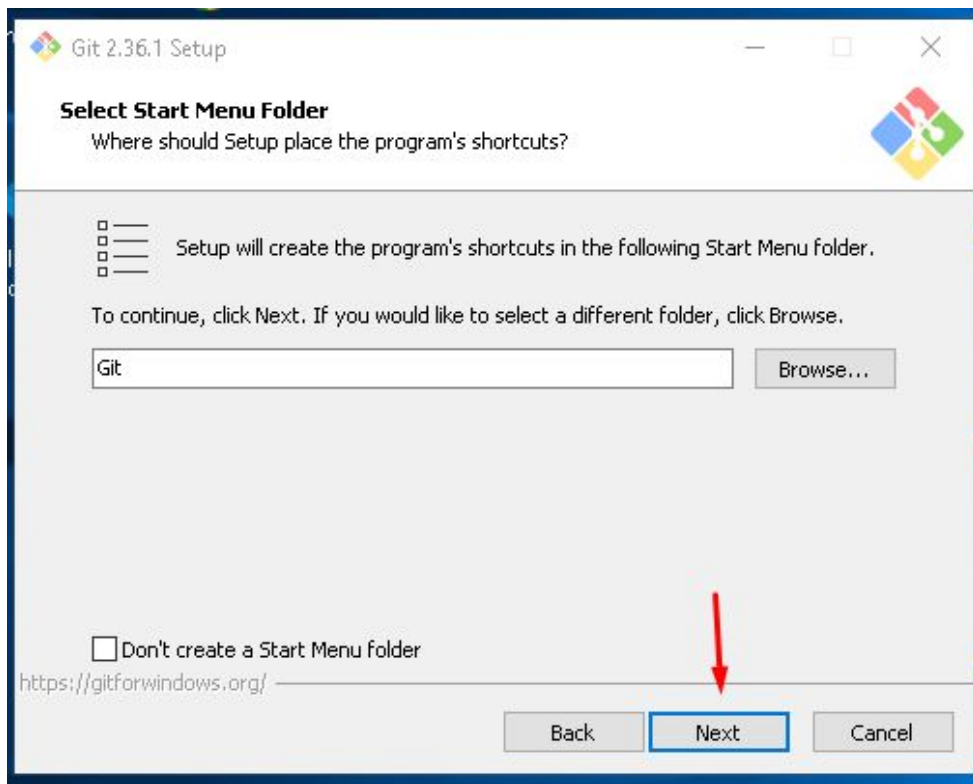 Git 2.36.1 Setup
Select Start Menu Folder
Where should Setup place the program's shortcuts?
Setup will create the program's shortcuts in the following Start Menu folder.
To continue, click Next. If you would like to select a different folder, click Browse.
Git
Browse...
Don't create a Start Menu folder
https://gitforwindows.org/
Back
Next
Cancel